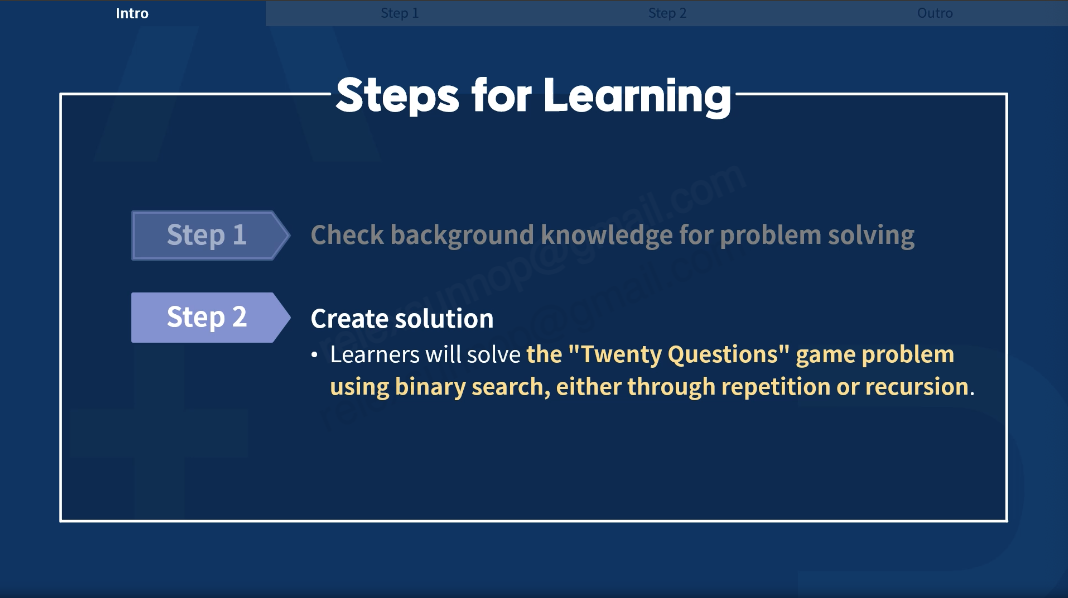 Intro Step 1 Step 2 Outro
Steps for Learning
Step 1 Check background knowledge for problem solving
Step 2 Create solution
• Learners will solve the "Twenty Questions" game problem
using binary search, either through repetition or recursion.